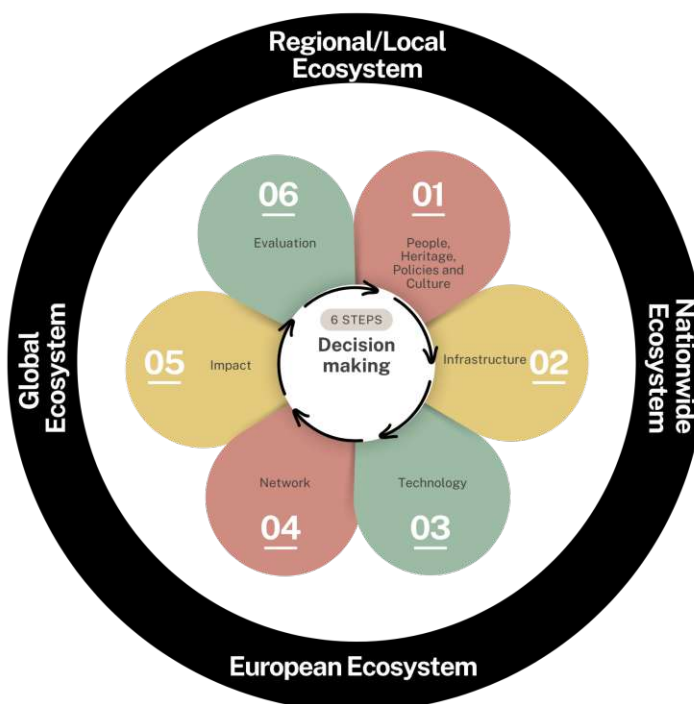 Regional/Local
Ecosystem
06
Evaluation
01
People,
Heritage,
Policies and
Culture
6 STEPS
Decision
making
Infrastructure
02
Nationwide
Ecosystem
Global
Ecosystem
05
Impact
Network
04
Technology
03
European Ecosystem